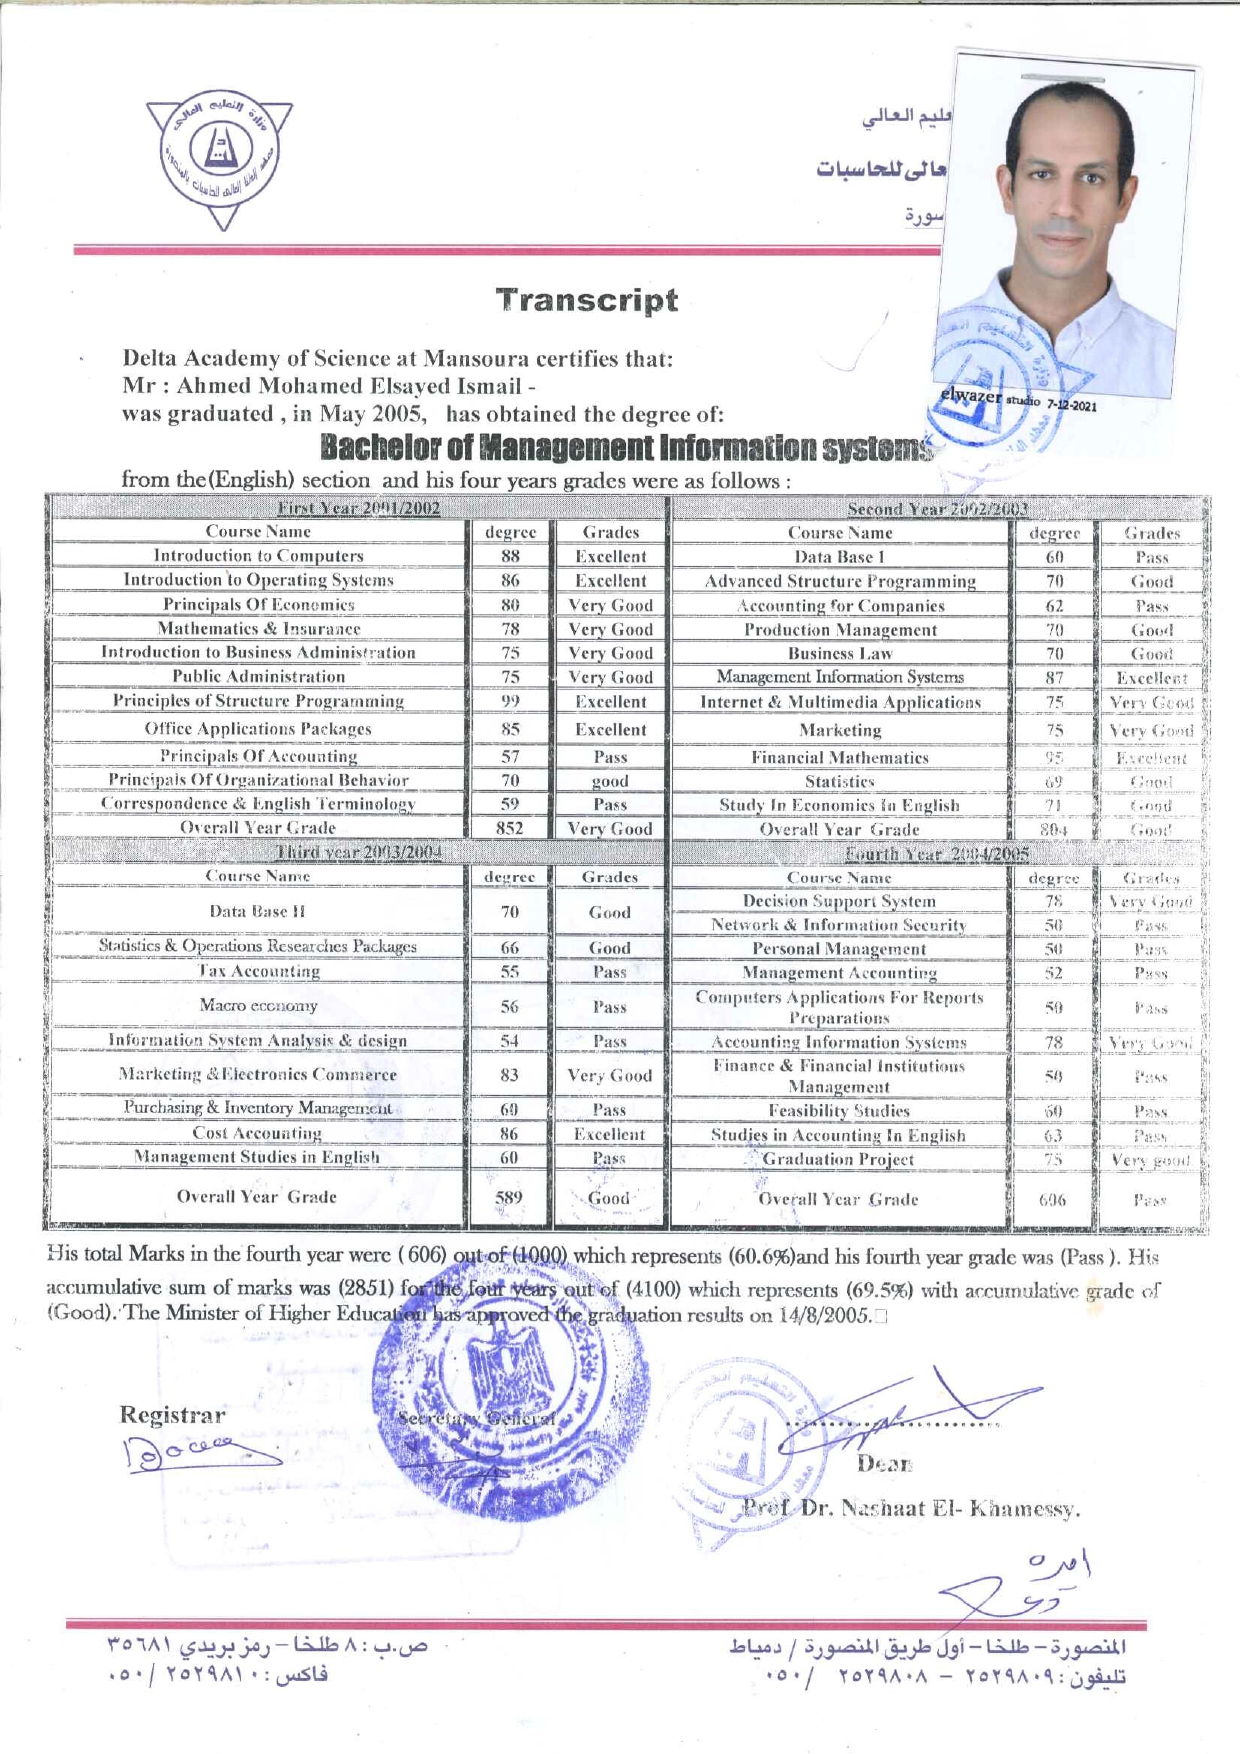 عليم العالي
عالى للحاسبات
صورة
Transcript
Delta Academy of Science at Mansoura certifies that:
Mr : Ahmed Mohamed Elsayed Ismail -
was graduated , in May 2005, has obtained the degree of:
Bachelor of Management Information systems
elwazer studio 7-12-2021
from the(English) section and his four years grades were as follows :
First Year 2001/2002 Second Year 2002/2003
Course Name degree Grades Course Name degree Grades
Introduction to Computers 88 Excellent Data Base I 60 Pass
Introduction to Operating Systems 86 Excellent Advanced Structure Programming 70 Good
Principals Of Economics 80 Very Good Accounting for Companies 62 Pass
Mathematics & Insurance 78 Very Good Production Management 70 Good
Introduction to Business Administration 75 Very Good Business Law 70 Good
Public Administration 75 Very Good Management Information Systems 87 Excellent
Principles of Structure Programming 99 Excellent Internet & Multimedia Applications 75 Very Good
Office Applications Packages 85 Excellent Marketing 75 Very Good
Principals Of Accounting 57 Pass Financial Mathematics 95 Excellent
Principals Of Organizational Behavior 70 good Statistics 69 Good
Correspondence & English Terminology 59 Pass Study In Economics In English 71 Good
Overall Year Grade 852 Very Good Overall Year Grade 804 Good
Third year 2003/2004 Fourth Year 2004/2005
Course Name degree Grades Course Name degree Grades
Data Base II 70 Good Decision Support System 78 Very Good
Network & Information Security 50 Pass
Statistics & Operations Researches Packages 66 Good Personal Management 50 Pass
Tax Accounting 55 Pass Management Accounting 52 Pass
Macro economy 56 Pass Computers Applications For Reports Preparations 50 Pass
Information System Analysis & design 54 Pass Accounting Information Systems 78 Very Good
Marketing &Electronics Commerce 83 Very Good Finance & Financial Institutions Management 50 Pass
Purchasing & Inventory Management 60 Pass Feasibility Studies 60 Pass
Cost Accounting 86 Excellent Studies in Accounting In English 63 Pass
Management Studies in English 60 Pass Graduation Project 75 Very good
Overall Year Grade 589 Good Overall Year Grade 606 Pass
His total Marks in the fourth year were ( 606) out of (1000) which represents (60.6%)and his fourth year grade was (Pass ). His
accumulative sum of marks was (2851) for the four years out of (4100) which represents (69.5%) with accumulative grade of
(Good). The Minister of Higher Education has approved the graduation results on 14/8/2005.
Registrar
Secretary General
Dean
Prof. Dr. Nashaat El- Khamessy.
المنصورة – طلخا – أول طريق المنصورة / دمياط
ص.ب : ٨ طلخا – رمز بريدي ٣٥٦٨١
تليفون : ٢٥٢٩٨٠٩ – ٢٥٢٩٨٠٨ /٠٥٠
فاكس : ٢٥٢٩٨١٠ /٠٥٠